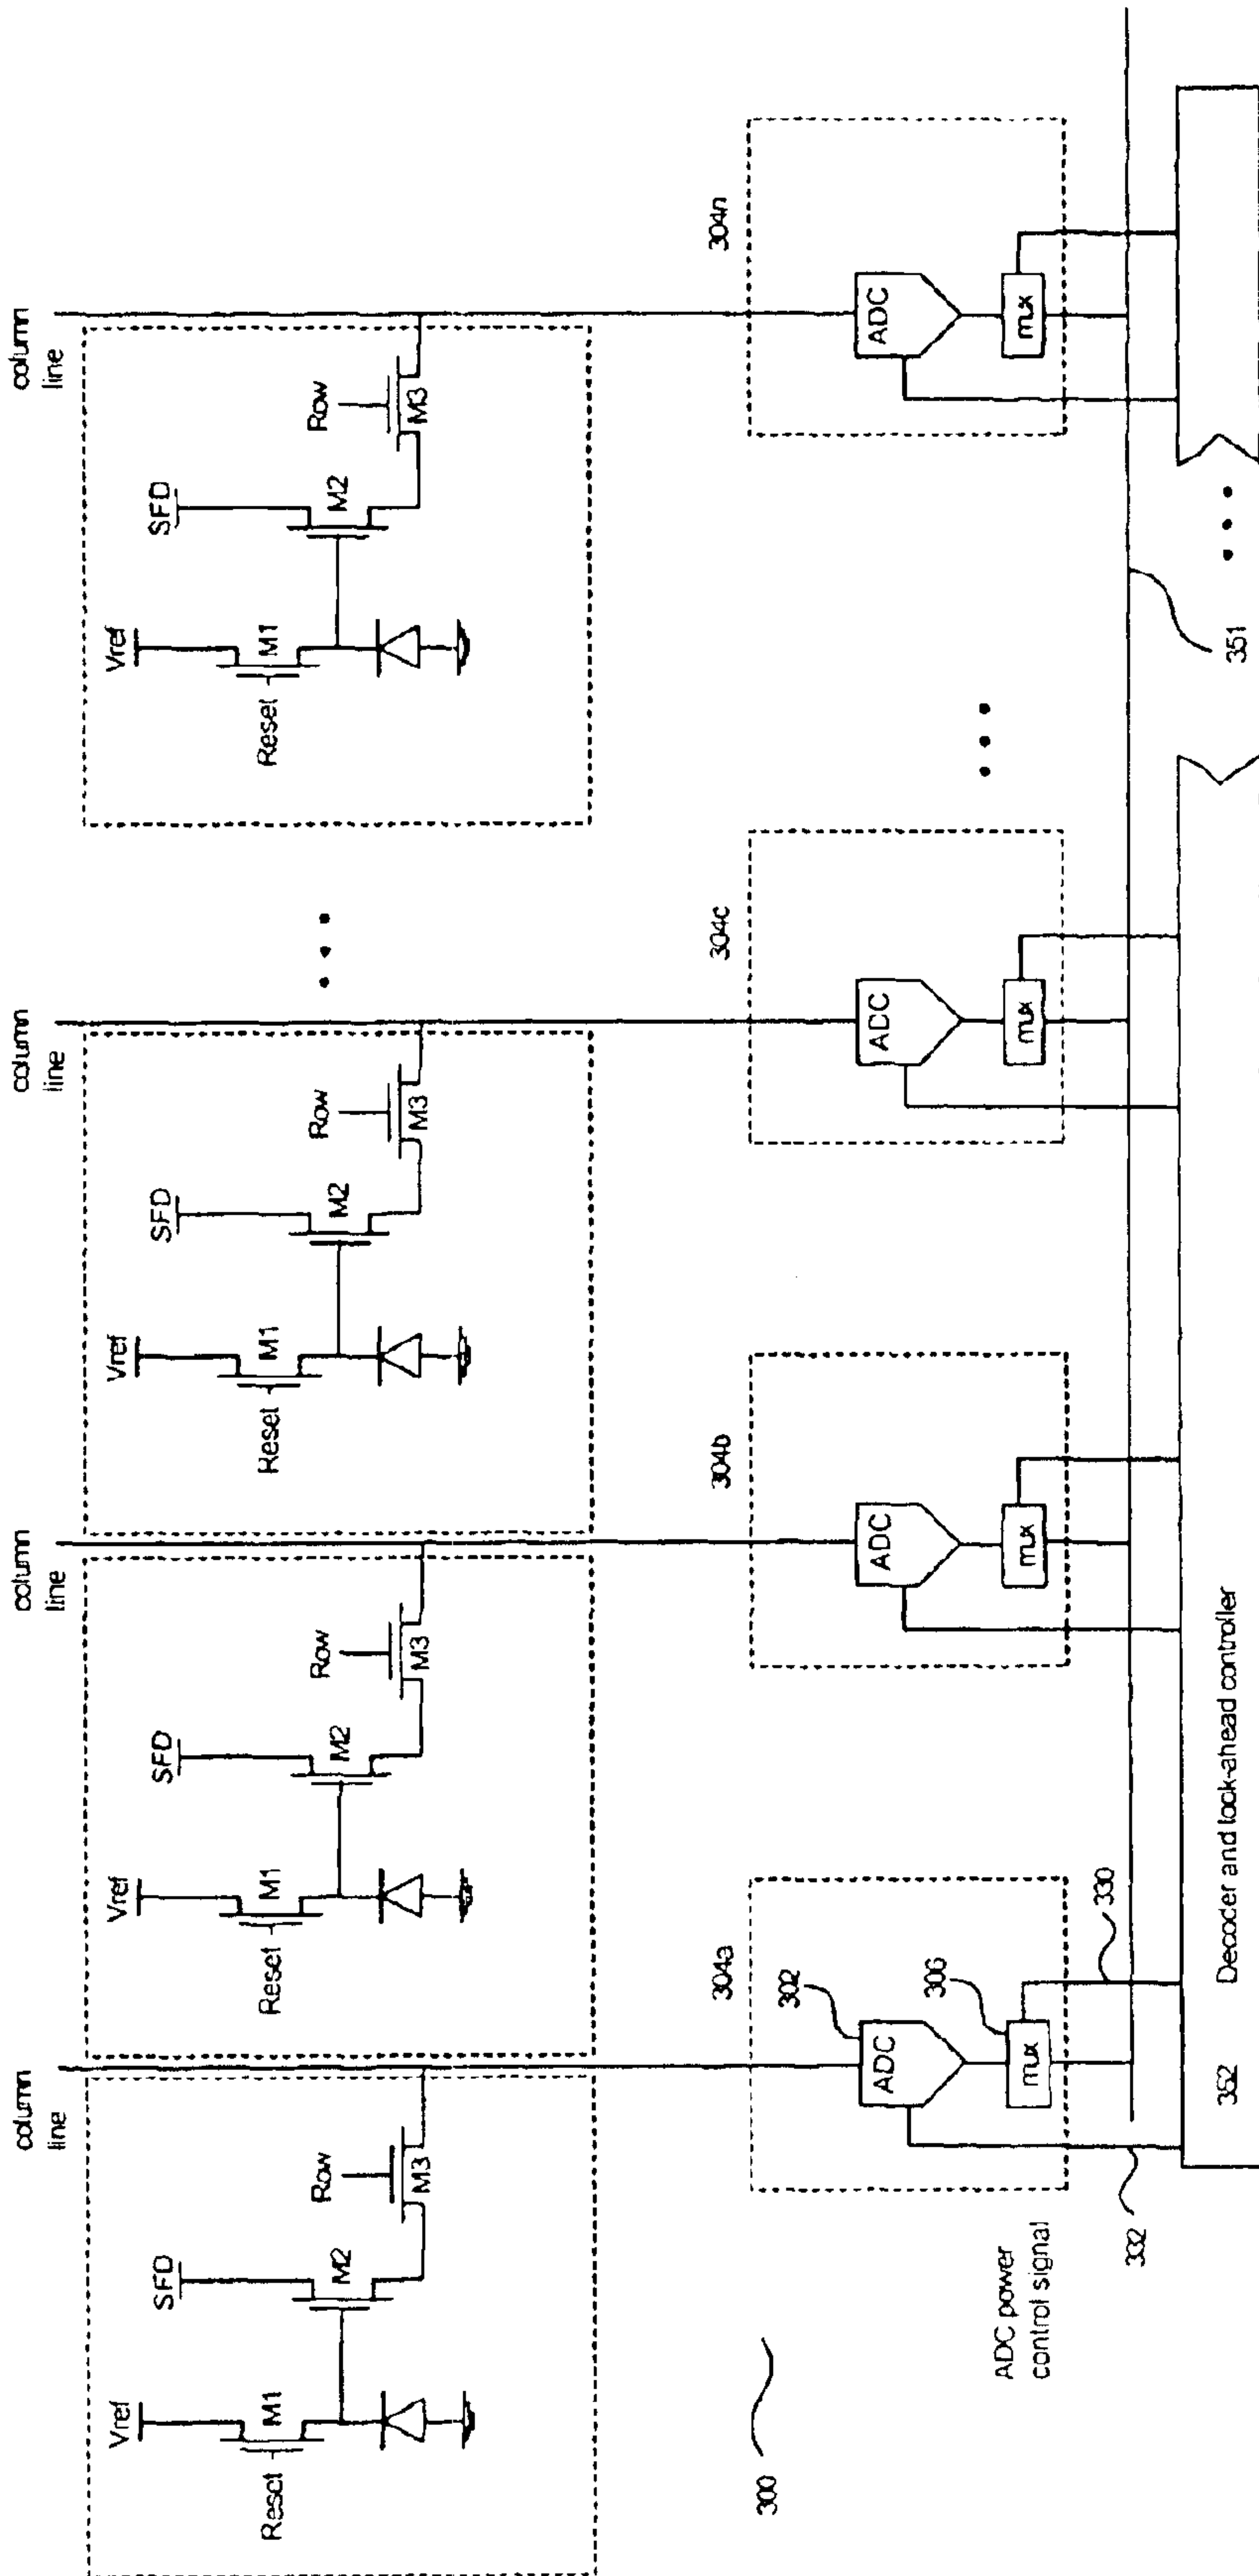 column
line
column
line
column
line
column
line
Vref
SFD
Reset
M1
M2
Row
M3
Vref
SFD
Reset
M1
M2
Row
M3
Vref
SFD
Reset
M1
M2
Row
M3
Vref
SFD
Reset
M1
M2
Row
M3
300
304a
304b
304c
304n
302
ADC
ADC
ADC
ADC
306
mux
mux
mux
mux
ADC power
control signal
332
330
351
352
Decoder and look-ahead controller